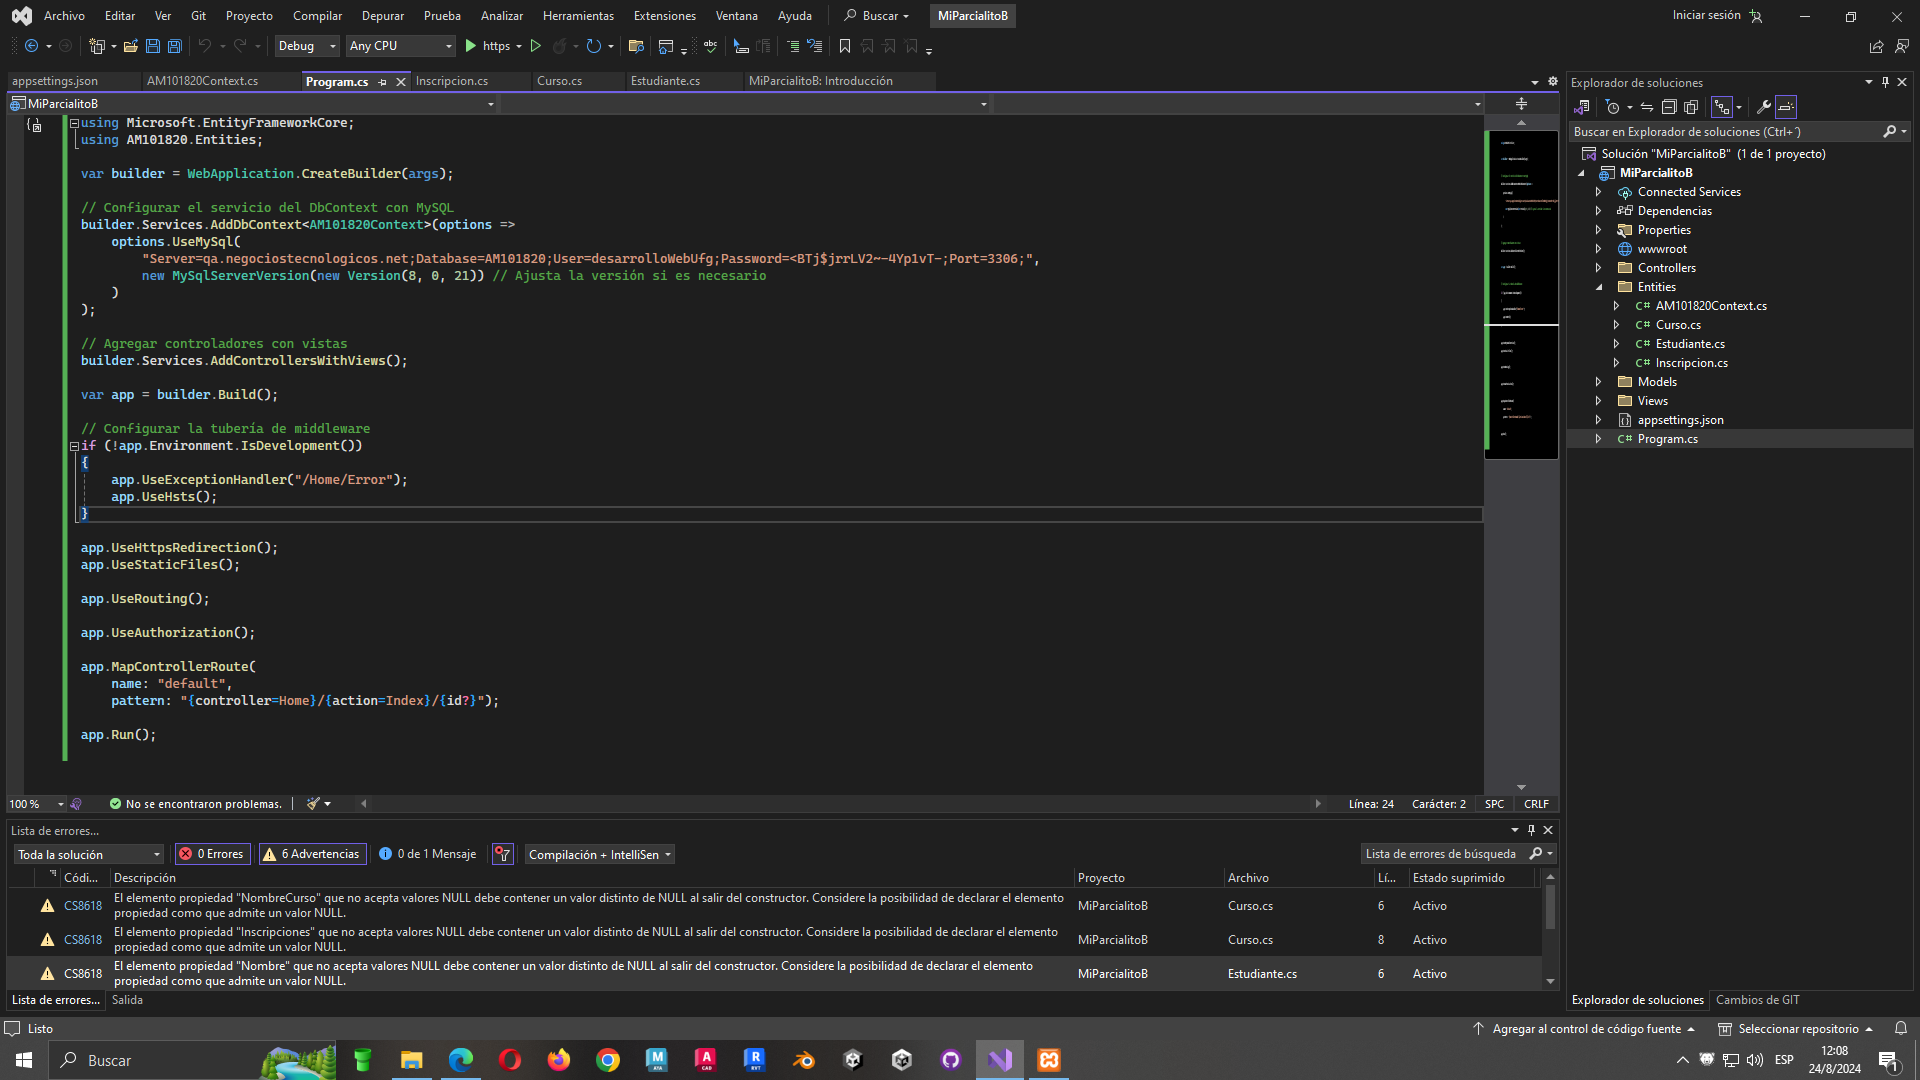 Archivo Editar Ver Git Proyecto Compilar Depurar Prueba Analizar Herramientas Extensiones Ventana Ayuda Buscar MiParcialitoB Iniciar sesión
Debug Any CPU https
appsettings.json AM101820Context.cs Program.cs Inscripcion.cs Curso.cs Estudiante.cs MiParcialitoB: Introducción
MiParcialitoB
using Microsoft.EntityFrameworkCore;
using AM101820.Entities;
var builder = WebApplication.CreateBuilder(args);
// Configurar el servicio del DbContext con MySQL
builder.Services.AddDbContext<AM101820Context>(options =>
options.UseMySql(
"Server=qa.negociostecnologicos.net;Database=AM101820;User=desarrolloWebUfg;Password=<BTj$jrrLV2~-4Yp1vT-;Port=3306;",
new MySqlServerVersion(new Version(8, 0, 21)) // Ajusta la versión si es necesario
)
);
// Agregar controladores con vistas
builder.Services.AddControllersWithViews();
var app = builder.Build();
// Configurar la tubería de middleware
if (!app.Environment.IsDevelopment())
{
app.UseExceptionHandler("/Home/Error");
app.UseHsts();
}
app.UseHttpsRedirection();
app.UseStaticFiles();
app.UseRouting();
app.UseAuthorization();
app.MapControllerRoute(
name: "default",
pattern: "{controller=Home}/{action=Index}/{id?}");
app.Run();
100 % No se encontraron problemas. Línea: 24 Carácter: 2 SPC CRLF
Lista de errores...
Toda la solución 0 Errores 6 Advertencias 0 de 1 Mensaje Compilación + IntelliSen Lista de errores de búsqueda
Códi... Descripción Proyecto Archivo Lí... Estado suprimido
CS8618 El elemento propiedad "NombreCurso" que no acepta valores NULL debe contener un valor distinto de NULL al salir del constructor. Considere la posibilidad de declarar el elemento
propiedad como que admite un valor NULL. MiParcialitoB Curso.cs 6 Activo
CS8618 El elemento propiedad "Inscripciones" que no acepta valores NULL debe contener un valor distinto de NULL al salir del constructor. Considere la posibilidad de declarar el elemento
propiedad como que admite un valor NULL. MiParcialitoB Curso.cs 8 Activo
CS8618 El elemento propiedad "Nombre" que no acepta valores NULL debe contener un valor distinto de NULL al salir del constructor. Considere la posibilidad de declarar el elemento
propiedad como que admite un valor NULL. MiParcialitoB Estudiante.cs 6 Activo
Lista de errores... Salida
Explorador de soluciones
Buscar en Explorador de soluciones (Ctrl+´)
Solución "MiParcialitoB" (1 de 1 proyecto)
MiParcialitoB
Connected Services
Dependencias
Properties
wwwroot
Controllers
Entities
C# AM101820Context.cs
C# Curso.cs
C# Estudiante.cs
C# Inscripcion.cs
Models
Views
appsettings.json
C# Program.cs
Explorador de soluciones Cambios de GIT
Listo Agregar al control de código fuente Seleccionar repositorio
Buscar ESP 12:08
24/8/2024
1